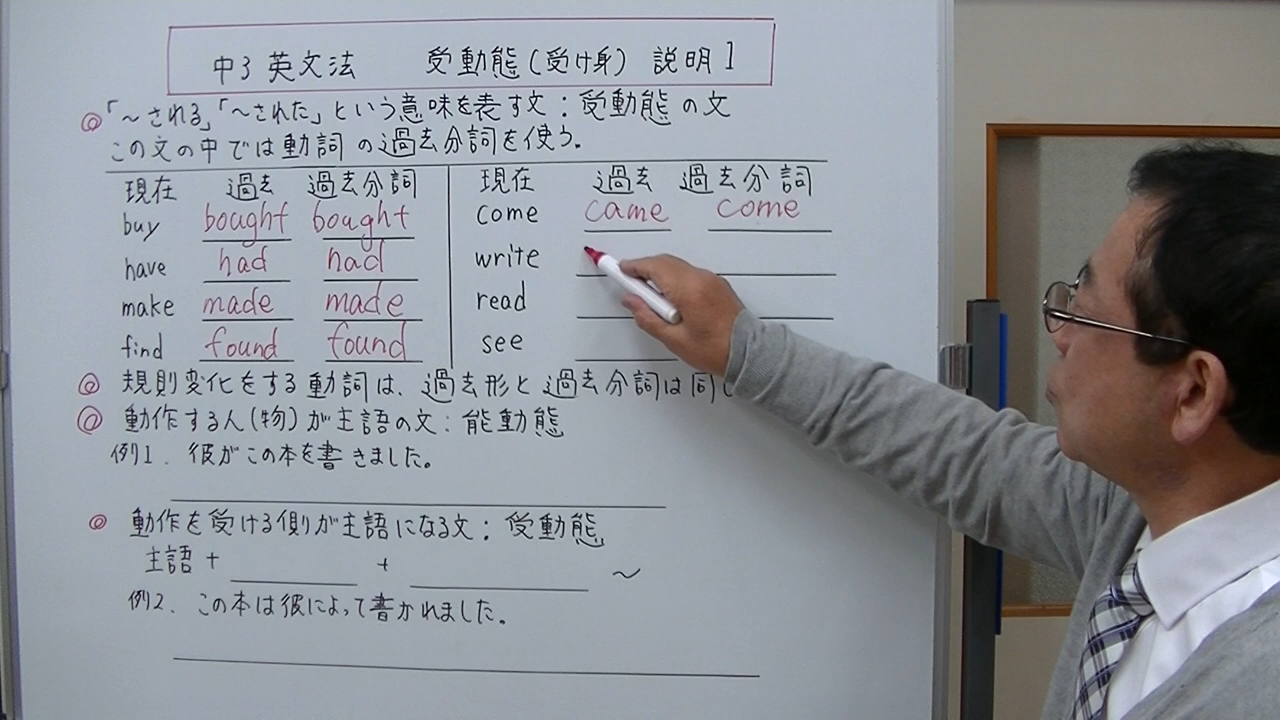 中3 英文法 受動態(受け身) 説明1
◎「～される」「～された」という意味を表す文:受動態の文
この文の中では動詞の過去分詞を使う。
現在 過去 過去分詞 現在 過去 過去分詞
buy bought bought come came come
have had had write
make made made read
find found found see
◎ 規則変化をする動詞は、過去形と過去分詞は同じ
◎ 動作する人(物)が主語の文:能動態
例1. 彼がこの本を書きました。
◎ 動作を受ける側が主語になる文:受動態
主語 + + ～
例2. この本は彼によって書かれました。